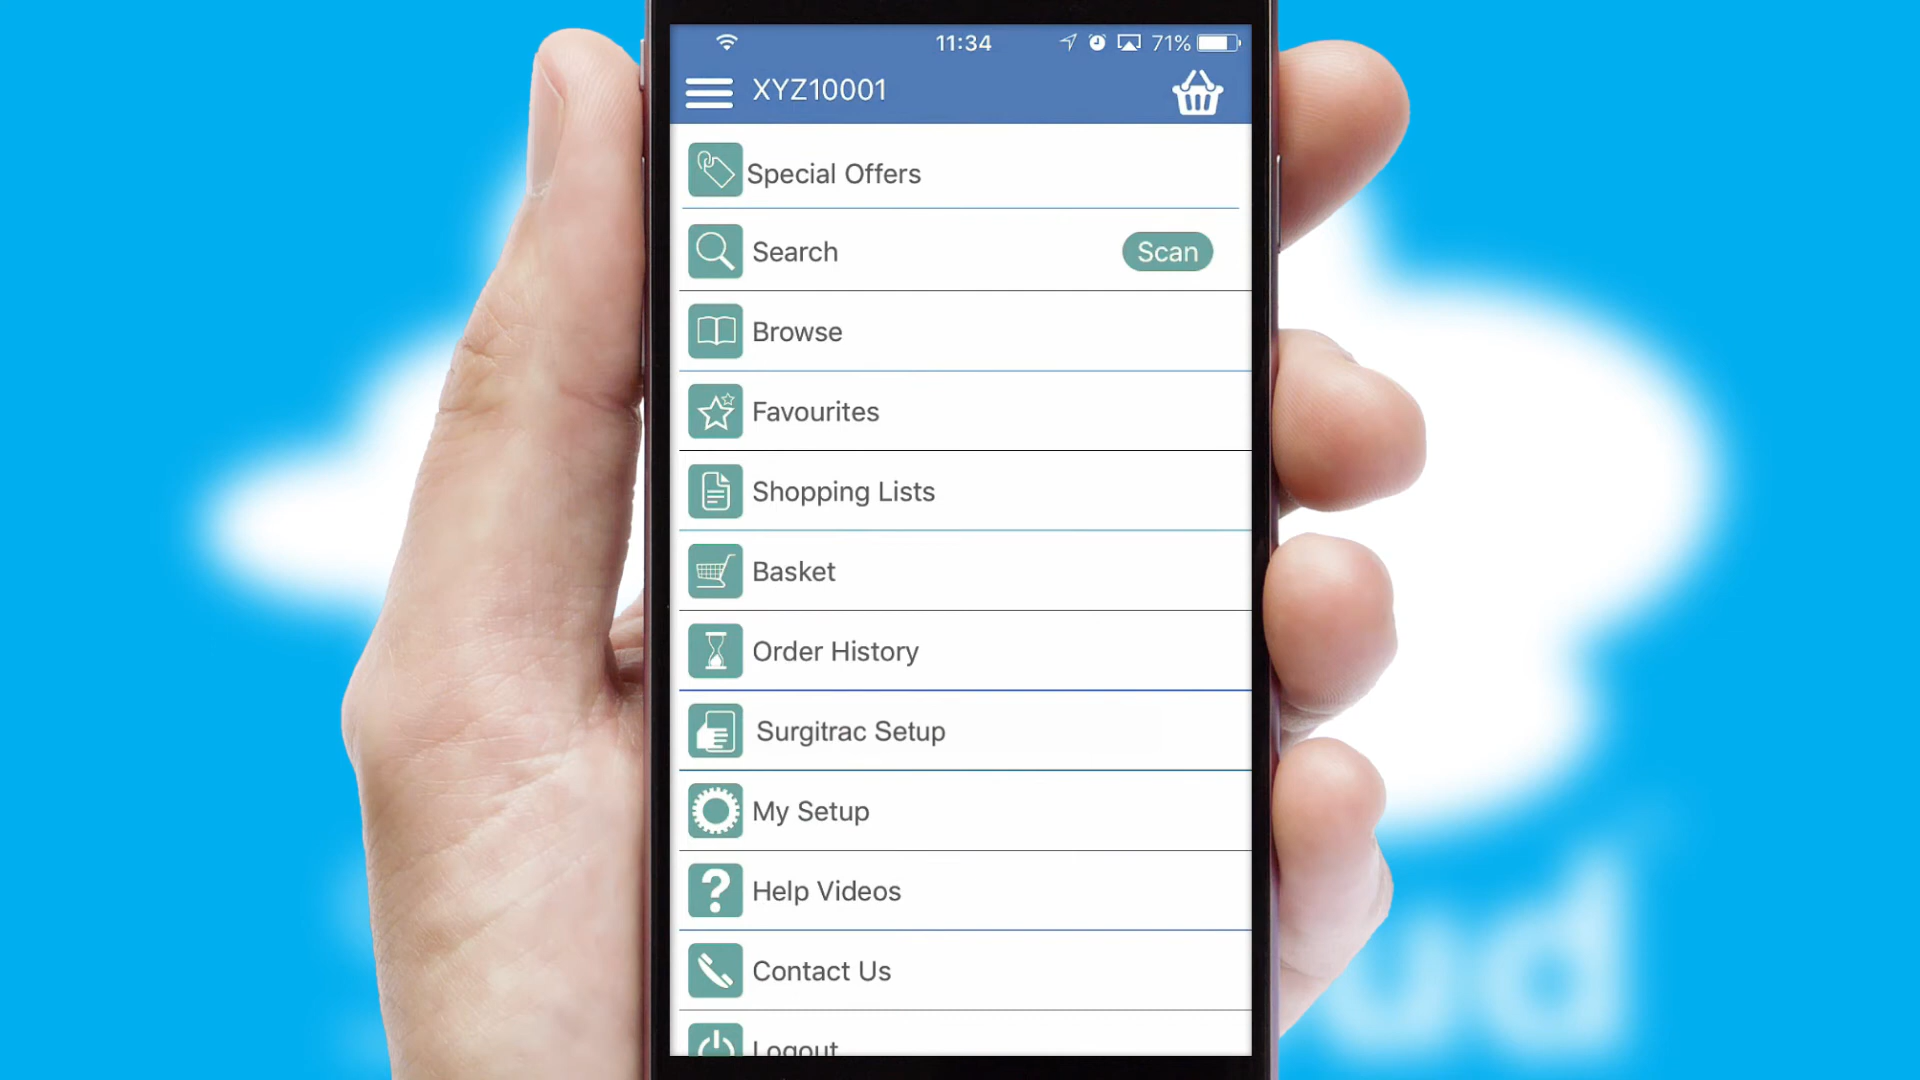 11:34
71%
XYZ10001
Special Offers
Search
Scan
Browse
Favourites
Shopping Lists
Basket
Order History
Surgitrac Setup
My Setup
Help Videos
Contact Us
Logout
ud